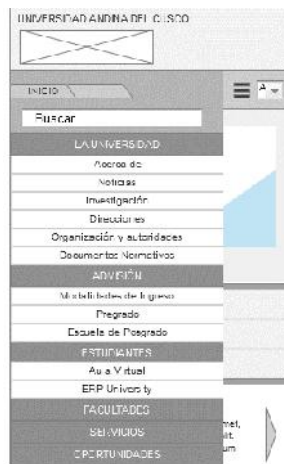 UNIVERSIDAD ANDINA DEL CUSCO
INICIO
A
Buscar
LA UNIVERSIDAD
Acerca de
Noticias
Investigación
Direcciones
Organización y autoridades
Documentos Normativos
ADMISIÓN
Modalidades de Ingreso
Pregrado
Escuela de Posgrado
ESTUDIANTES
Aula Virtual
ERP University
FACULTADES
SERVICIOS
OPORTUNIDADES